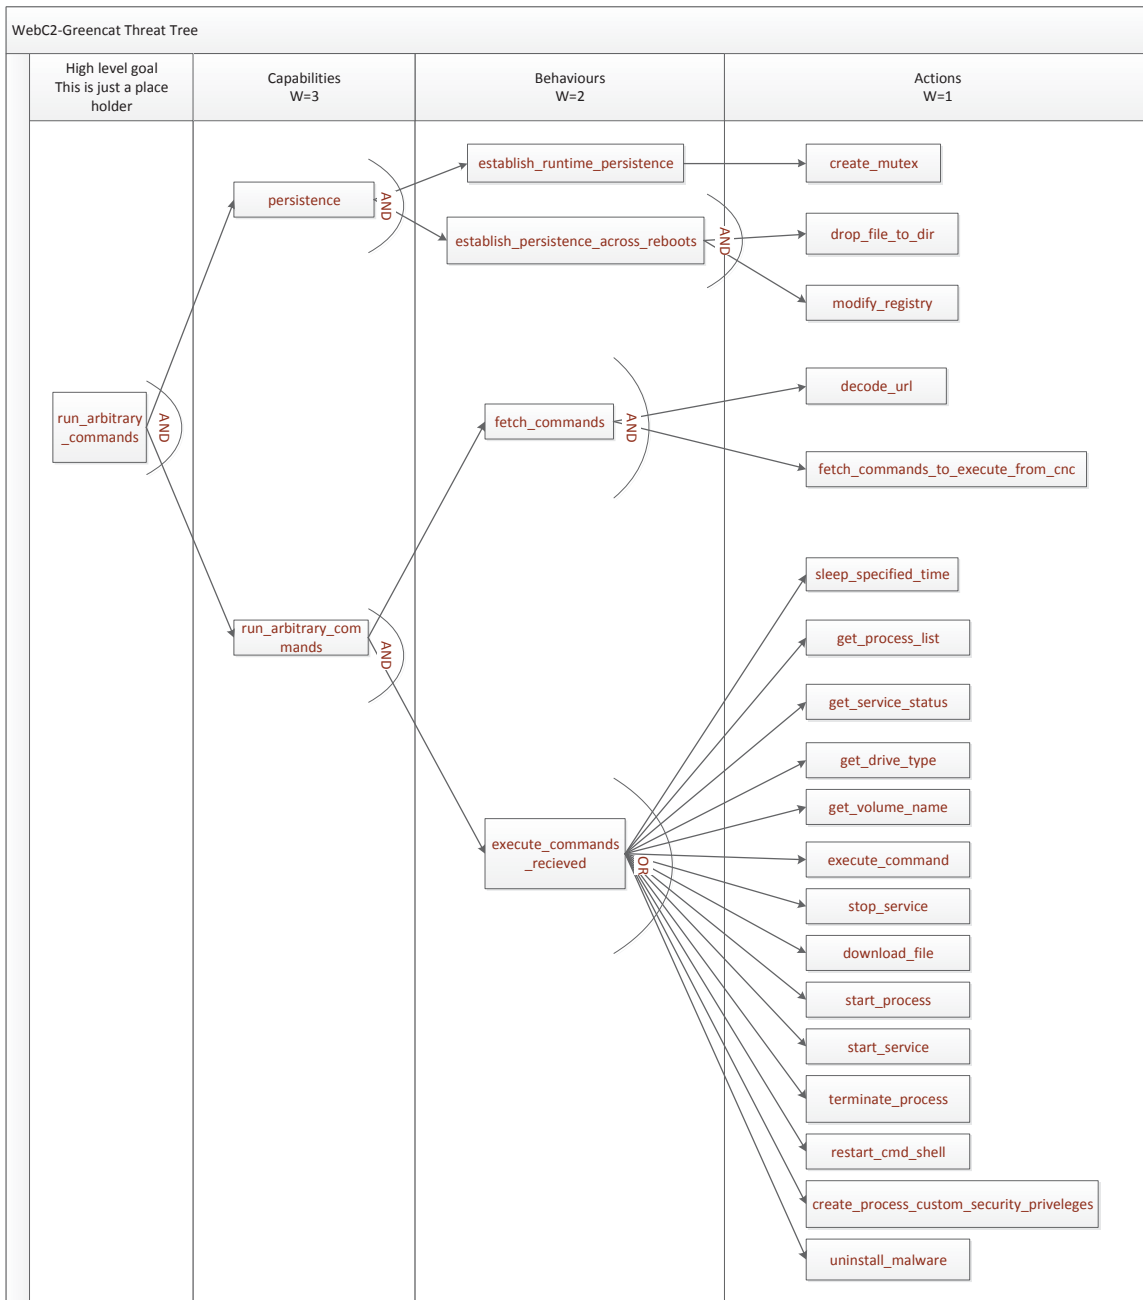 WebC2-Greencat Threat Tree
High level goal
This is just a place
holder
Capabilities
W=3
Behaviours
W=2
Actions
W=1
establish_runtime_persistence
create_mutex
persistence
AND
establish_persistence_across_reboots
AND
drop_file_to_dir
modify_registry
run_arbitrary
_commands
AND
fetch_commands
AND
decode_url
fetch_commands_to_execute_from_cnc
run_arbitrary_com
mands
AND
sleep_specified_time
get_process_list
get_service_status
get_drive_type
get_volume_name
execute_commands
_recieved
OR
execute_command
stop_service
download_file
start_process
start_service
terminate_process
restart_cmd_shell
create_process_custom_security_priveleges
uninstall_malware